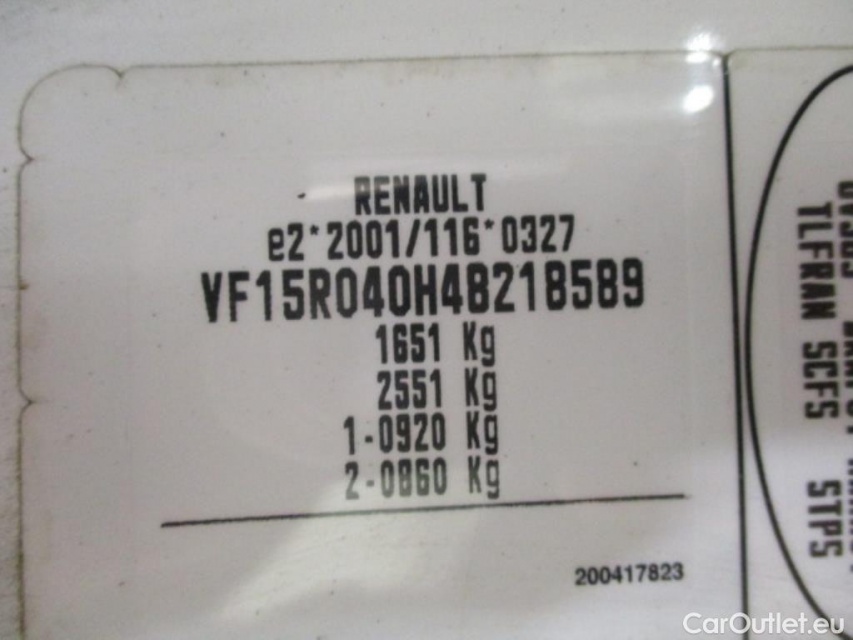 RENAULT
e2*2001/116*0327
VF15R040H48218589
1651 Kg
2551 Kg
1-0920 Kg
2-0860 Kg
200417823
TLFRAN SCFS STPS
CarOutlet.eu